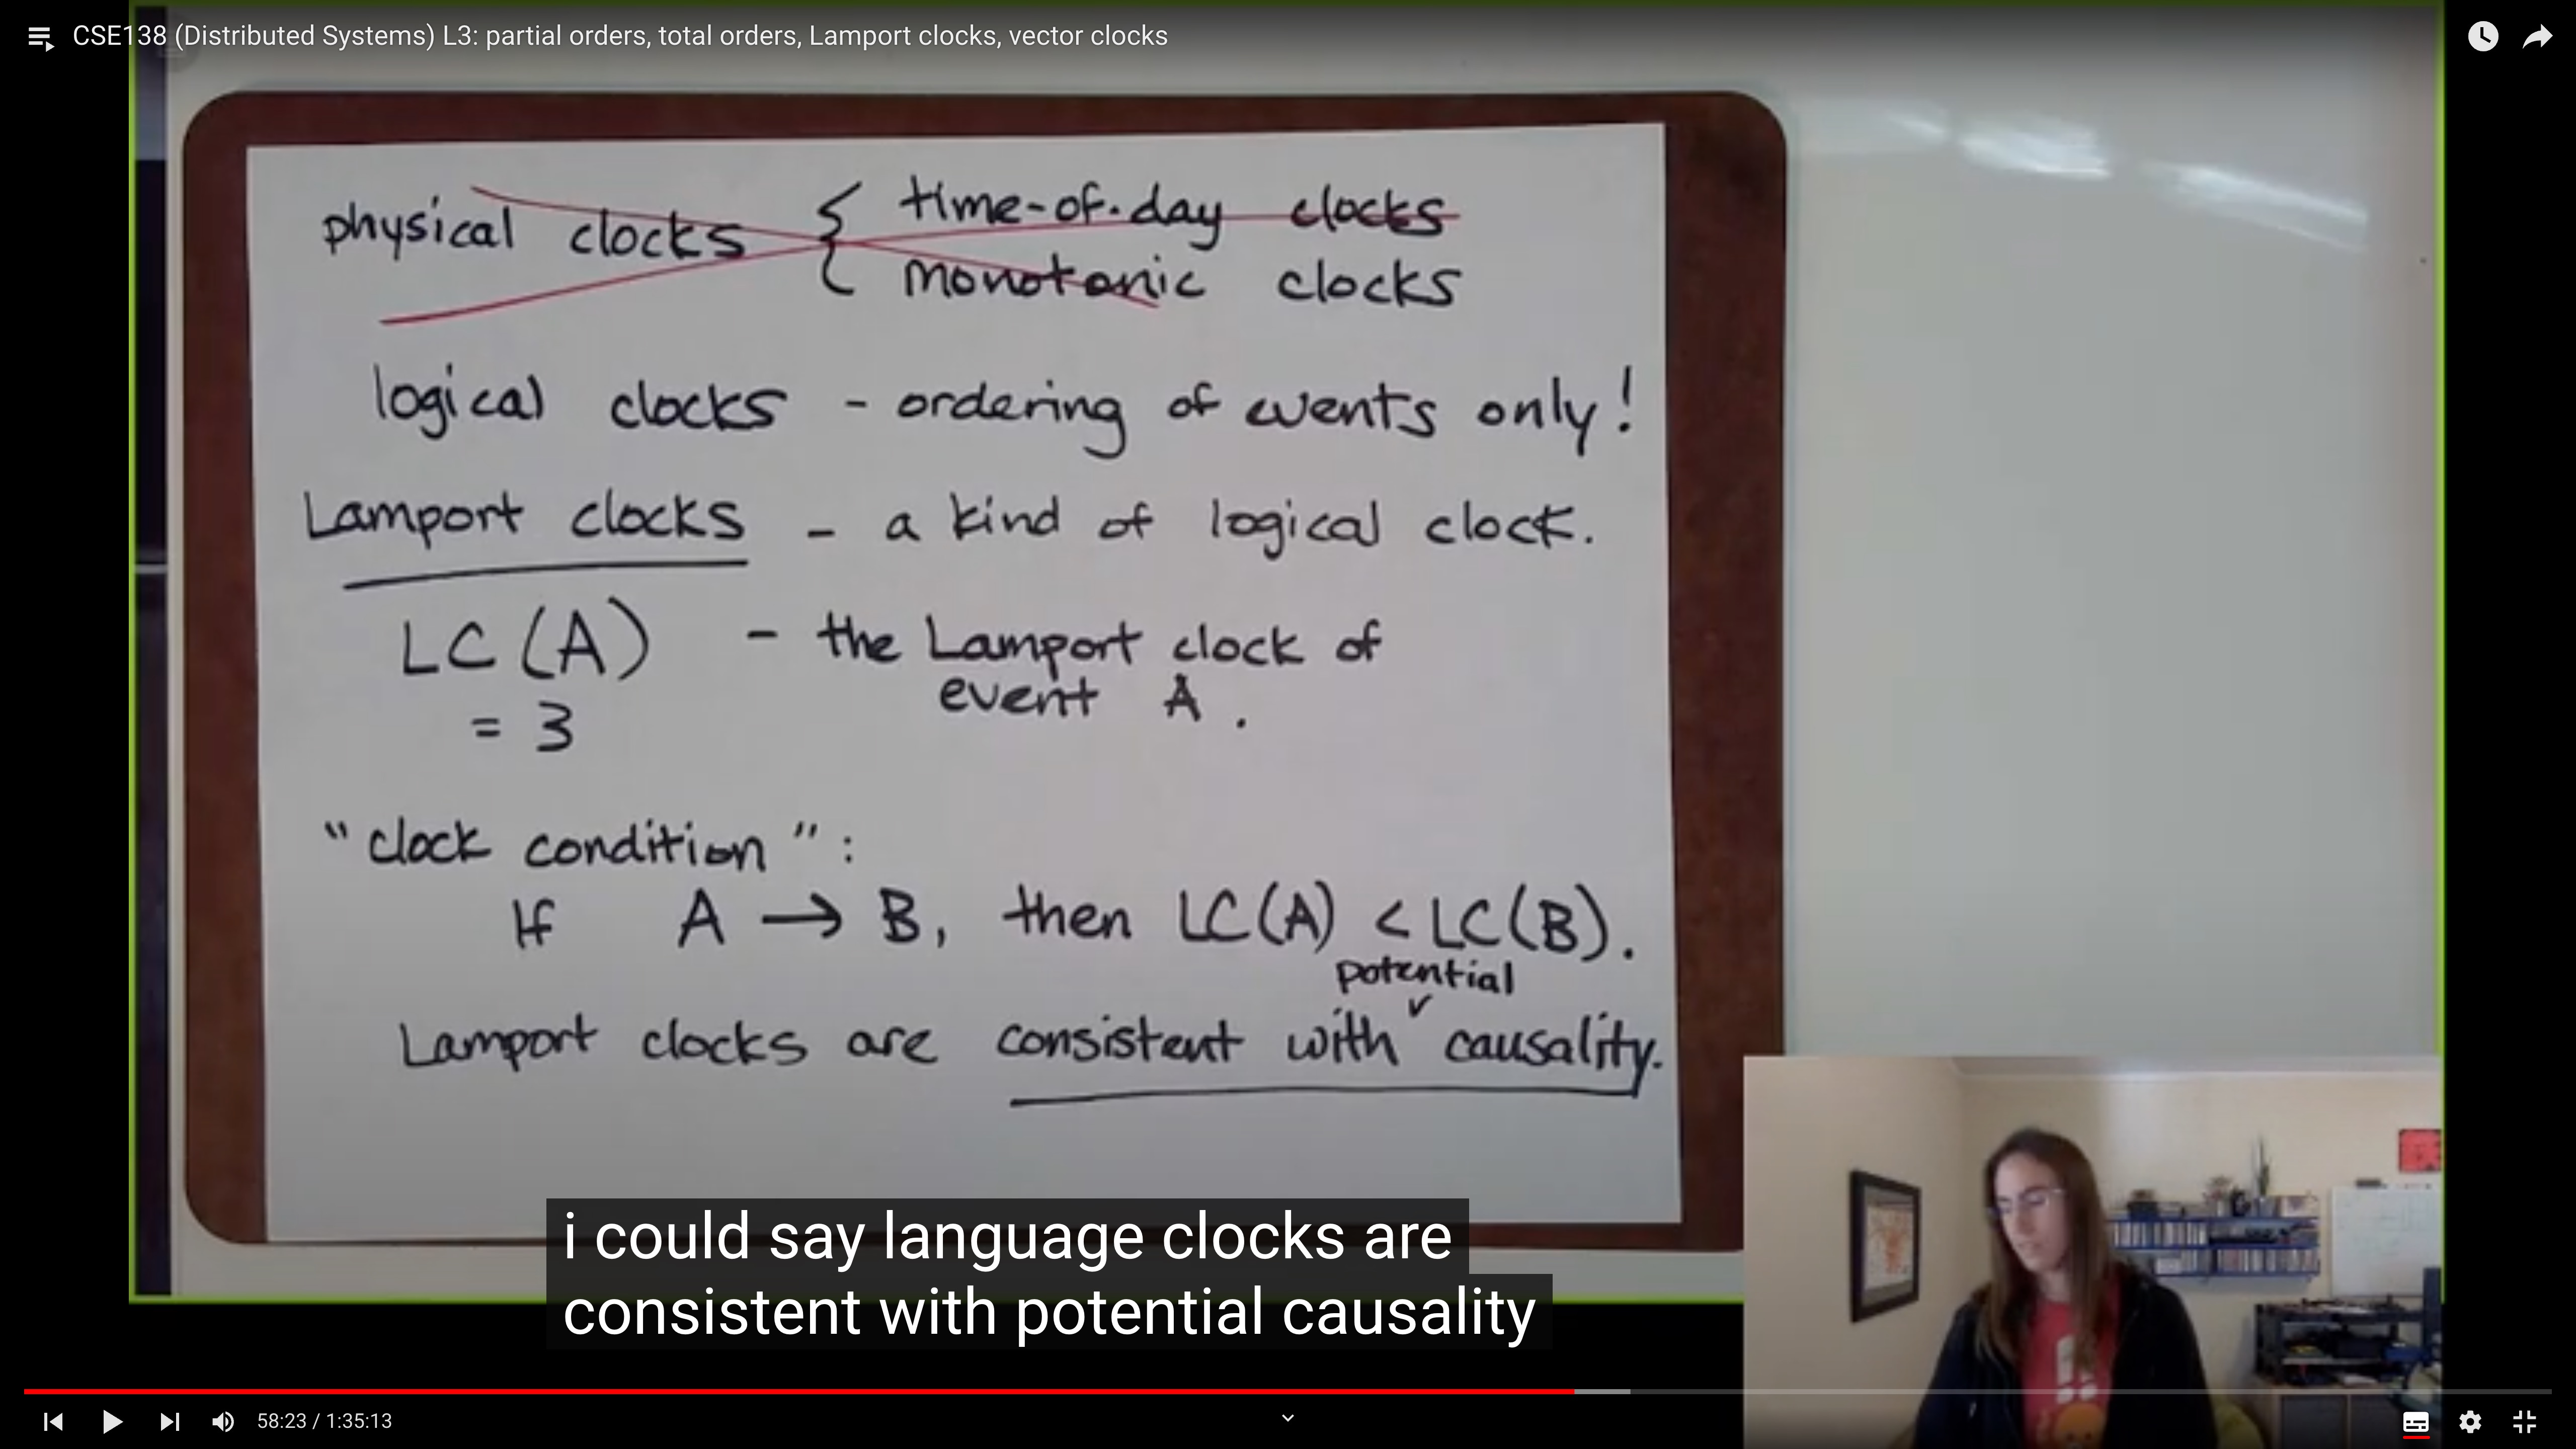 CSE138 (Distributed Systems) L3: partial orders, total orders, Lamport clocks, vector clocks
physical clocks { time-of-day clocks
monotonic clocks
logical clocks - ordering of events only!
Lamport clocks - a kind of logical clock.
LC(A) - the Lamport clock of
event A.
= 3
"clock condition":
If A → B, then LC(A) < LC(B).
potential
Lamport clocks are consistent with ˅ causality.
i could say language clocks are
consistent with potential causality
58:23 / 1:35:13